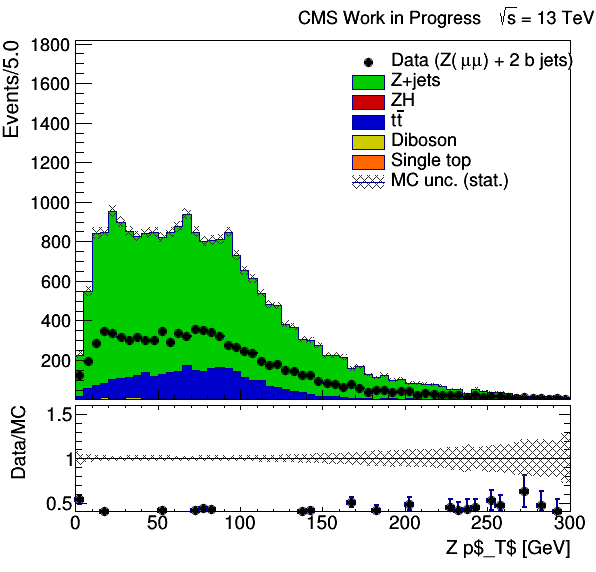 CMS Work in Progress √s = 13 TeV
Events/5.0
1800
1600
1400
1200
1000
800
600
400
200
Data (Z(μμ) + 2 b jets)
Z+jets
ZH
tt̅
Diboson
Single top
MC unc. (stat.)
Data/MC
1.5
1
0.5
0 50 100 150 200 250 300
Z p$_T$ [GeV]